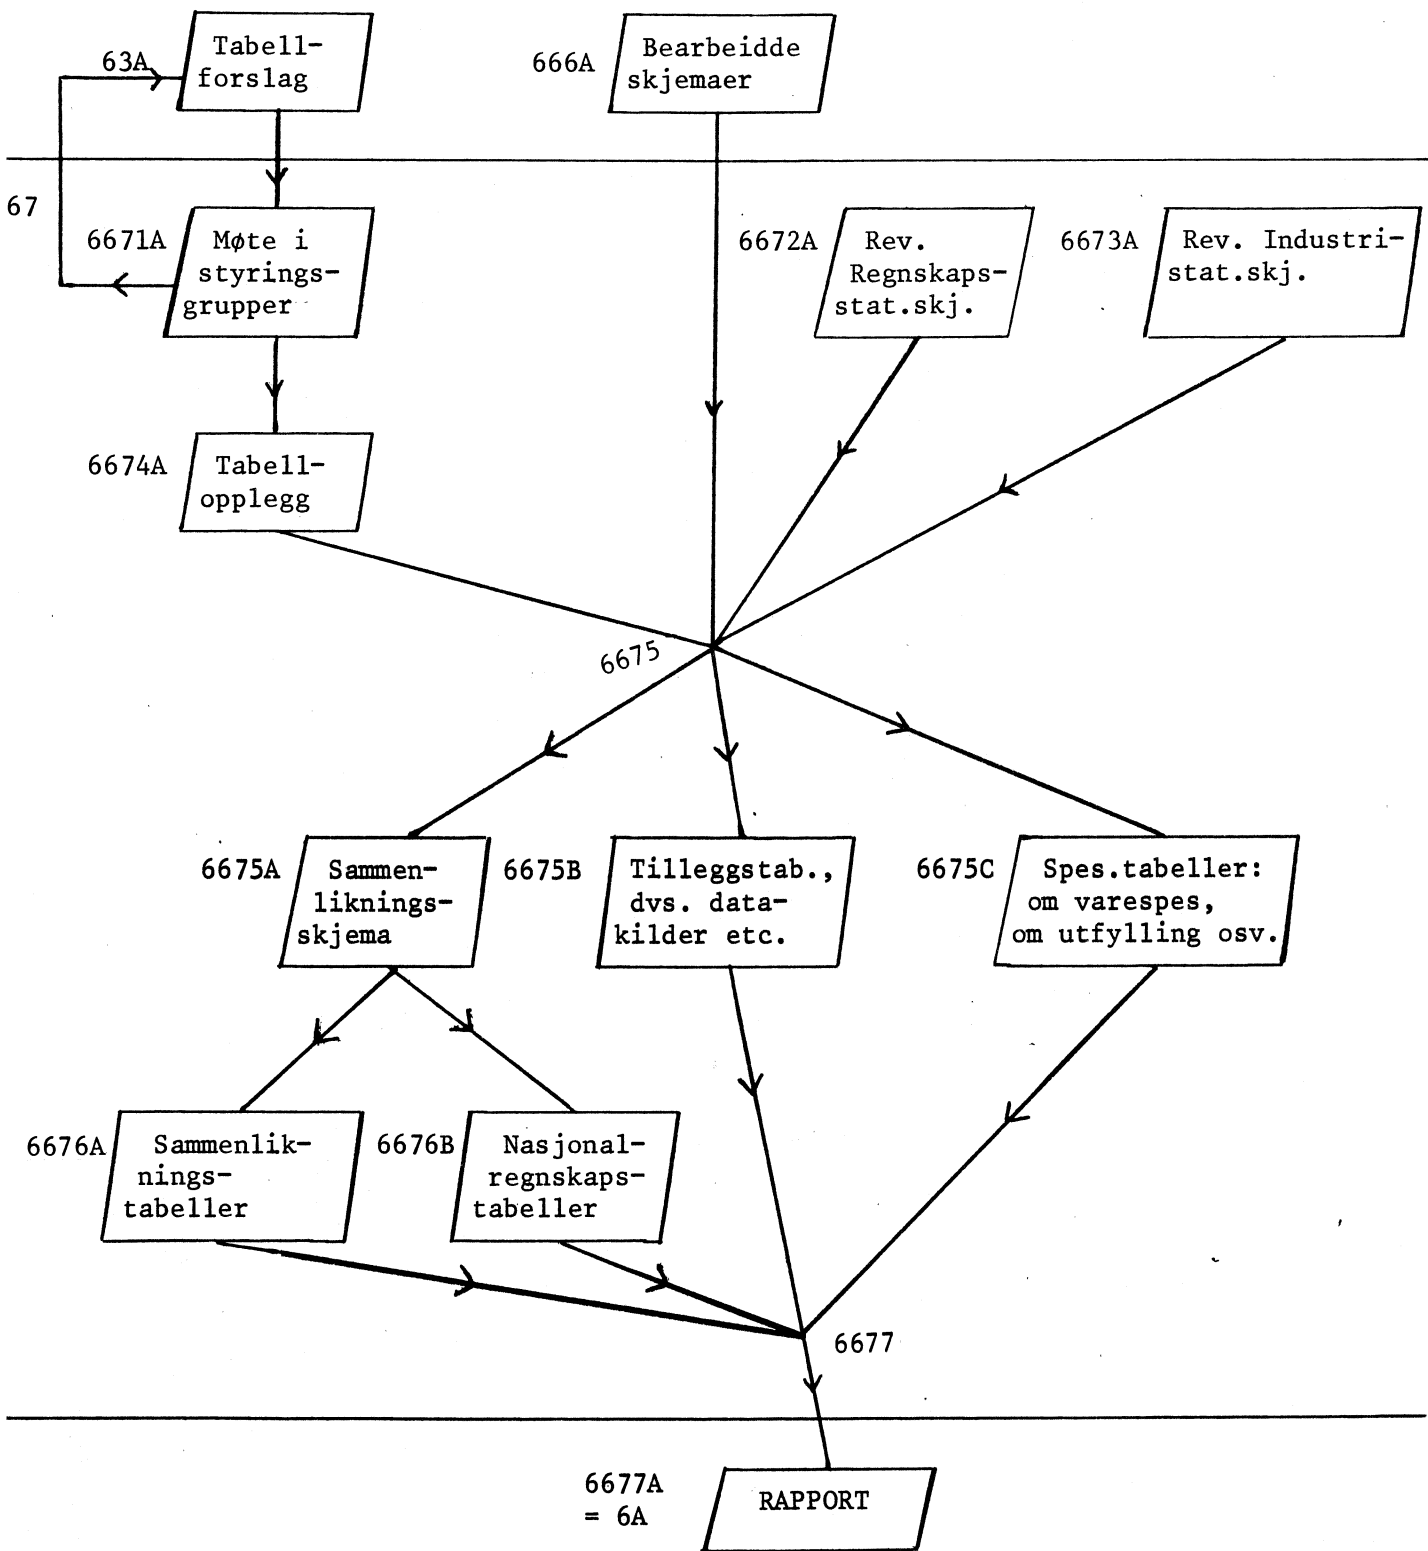 63A
Tabell-
forslag
666A
Bearbeidde
skjemaer
67
6671A
Møte i
styrings-
grupper
6672A
Rev.
Regnskaps-
stat.skj.
6673A
Rev. Industri-
stat.skj.
6674A
Tabell-
opplegg
6675
6675A
Sammen-
liknings-
skjema
6675B
Tilleggstab.,
dvs. data-
kilder etc.
6675C
Spes.tabeller:
om varespes,
om utfylling osv.
6676A
Sammenlik-
nings-
tabeller
6676B
Nasjonal-
regnskaps-
tabeller
6677
6677A
= 6A
RAPPORT